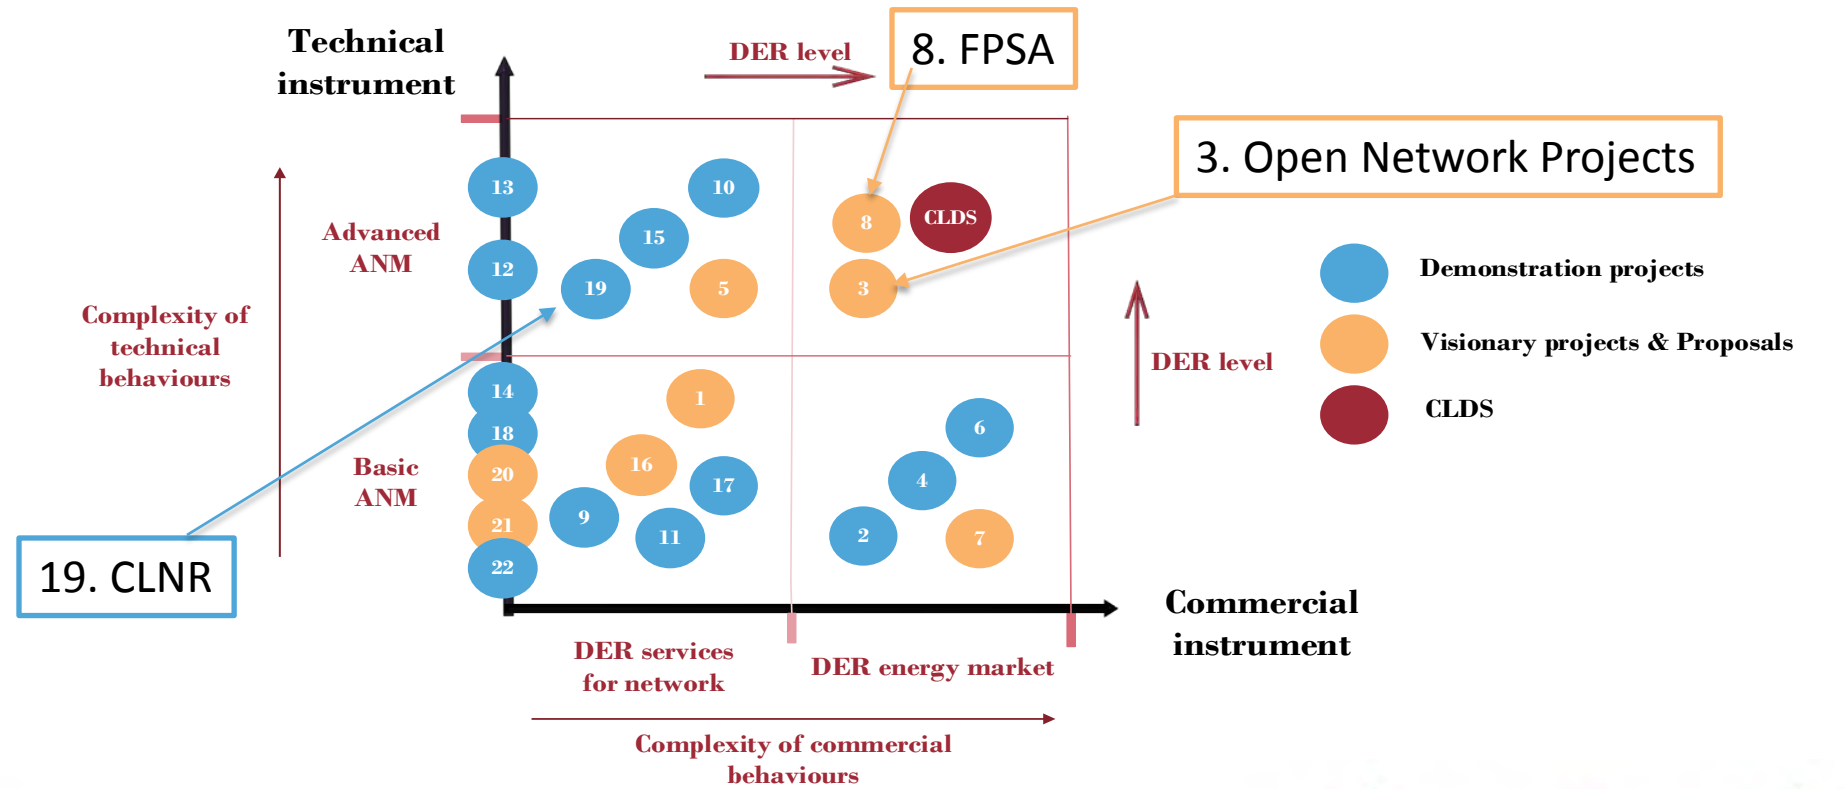 Technical
instrument
DER level
8. FPSA
3. Open Network Projects
13
10
Advanced
ANM
15
8
CLDS
12
19
5
3
Demonstration projects
Complexity of
technical
behaviours
Visionary projects & Proposals
DER level
14
1
CLDS
18
6
Basic
ANM
20
16
4
17
21
9
11
2
7
22
19. CLNR
Commercial
instrument
DER services
for network
DER energy market
Complexity of commercial
behaviours